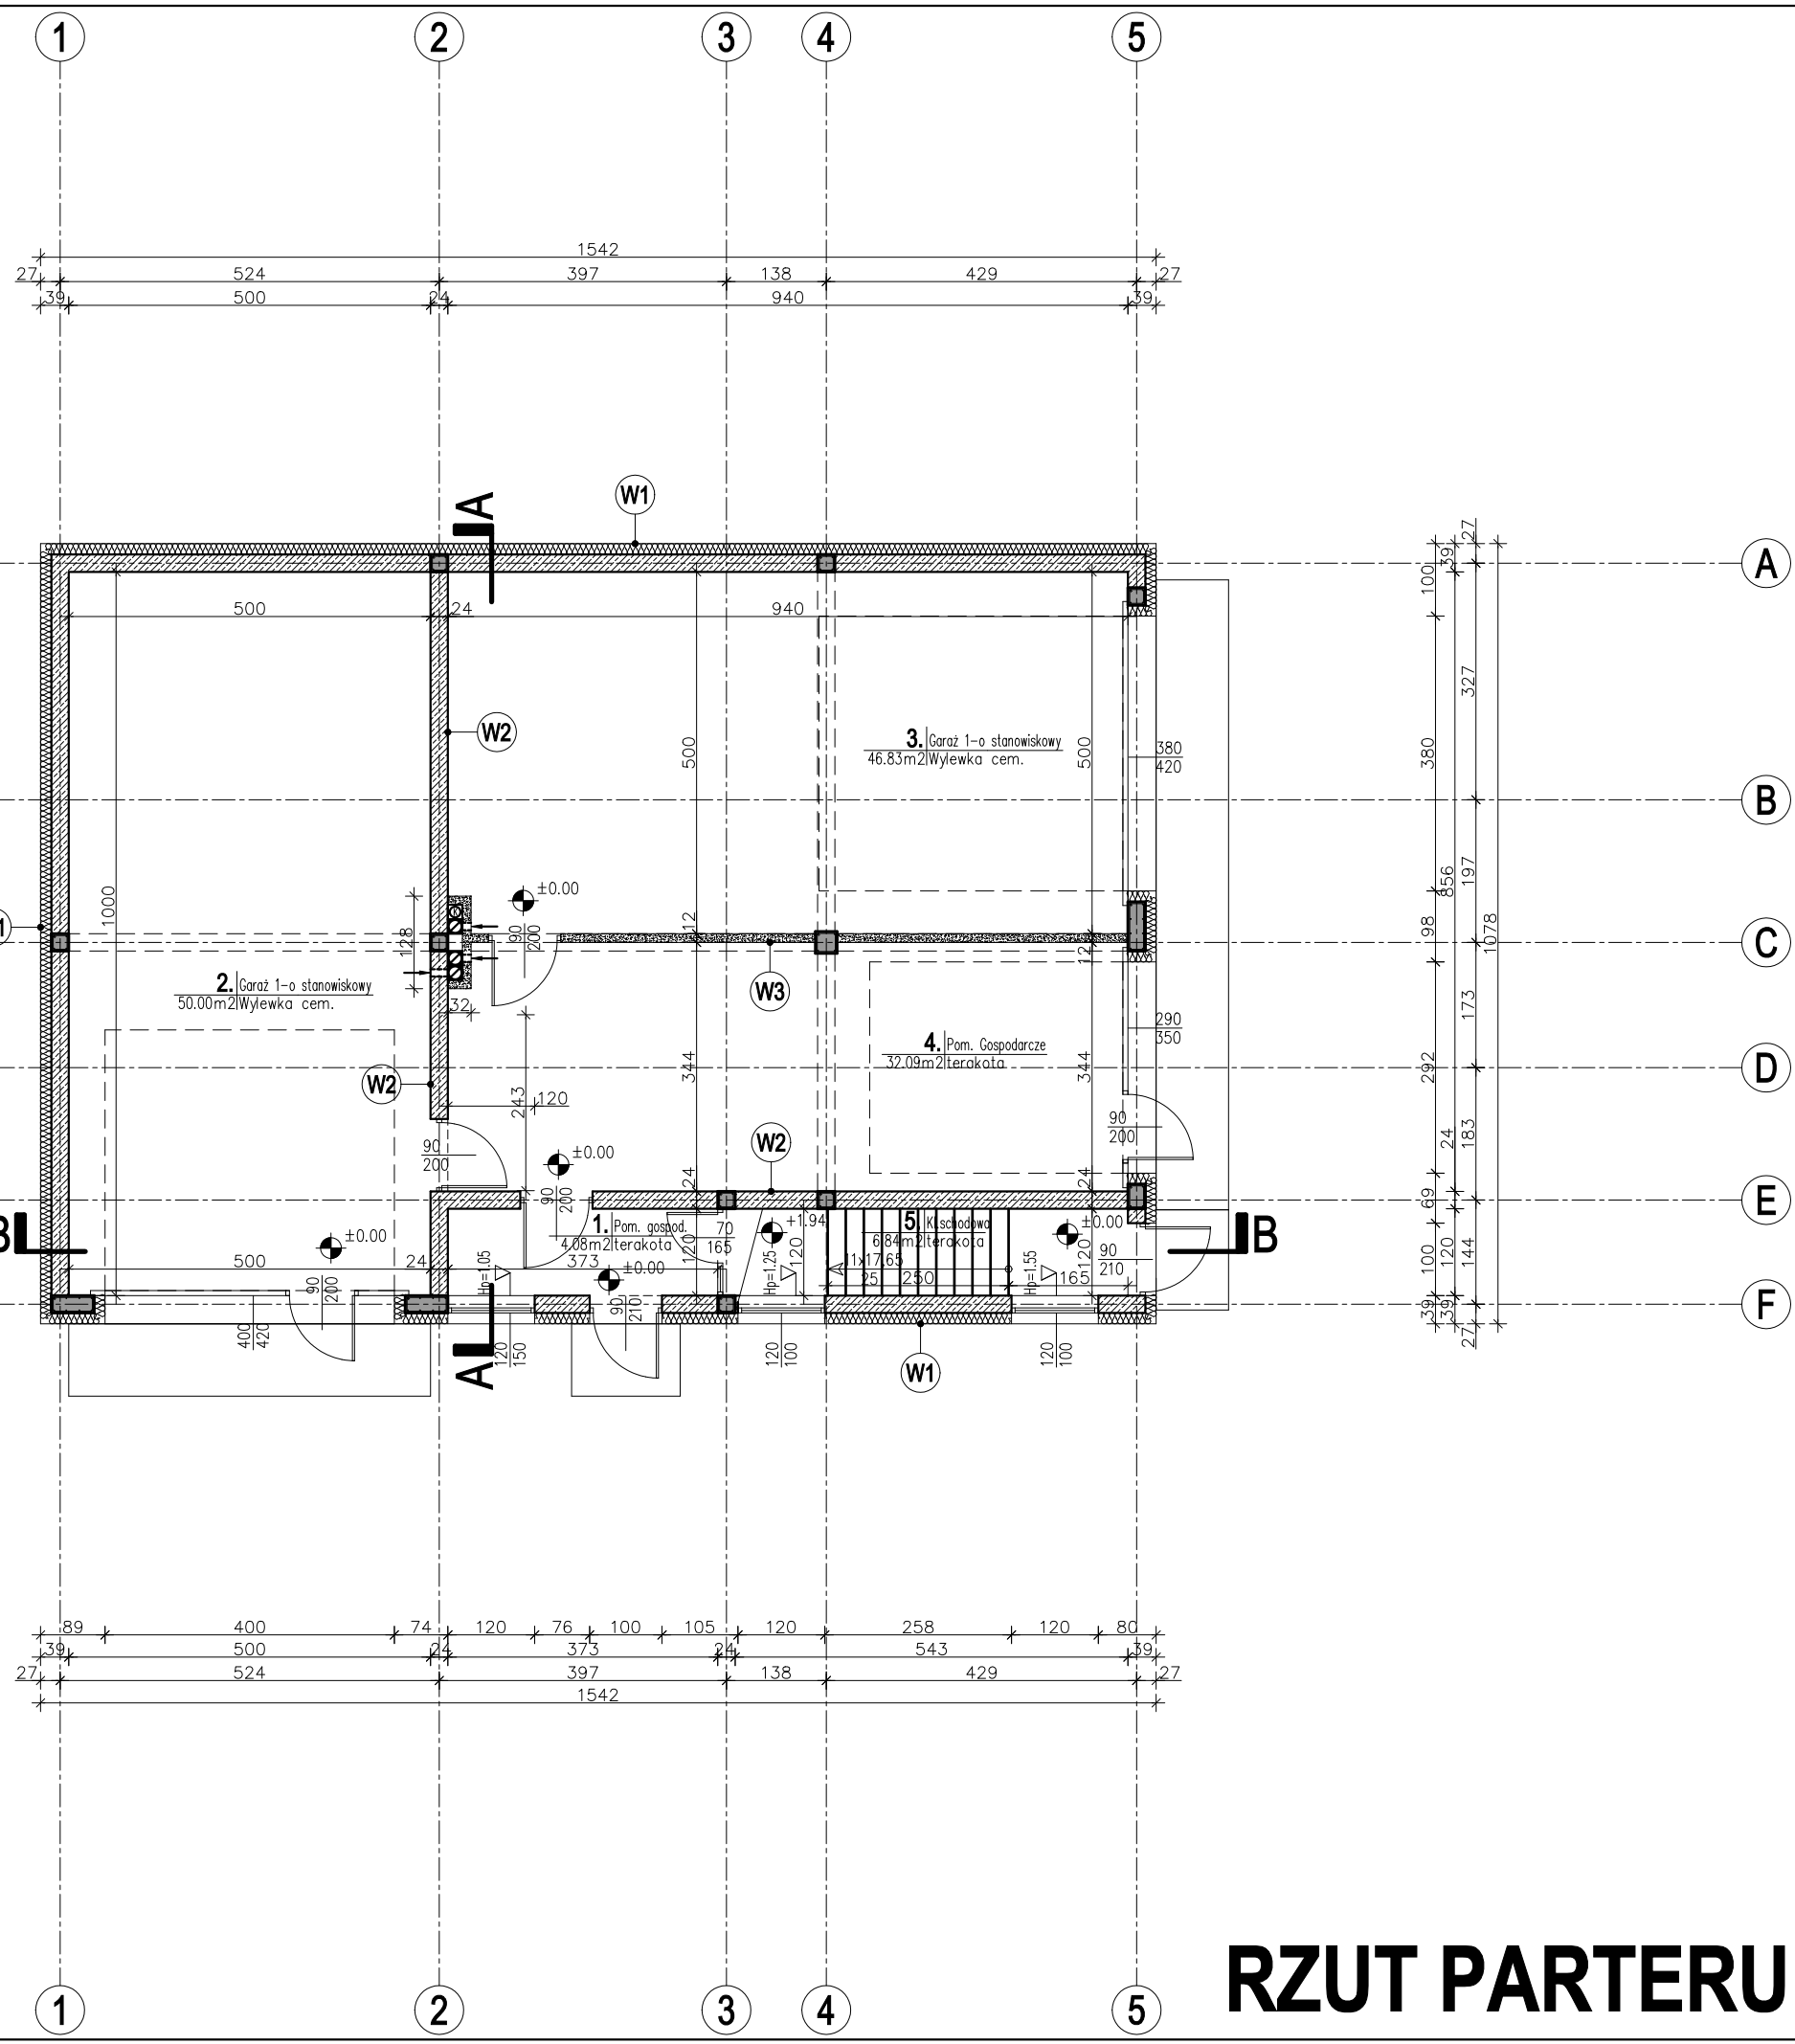 1 2 3 4 5
1542
27 524 397 138 429 27
39 500 24 940 39
W1
A
27
39
100
A
500 24 940
327
W2
3. Garaż 1-o stanowiskowy
46.83m2 Wylewka cem.
500
500
380
420
380
B
±0.00
1000
856
197
12
90
200
128
98
1078
C
12
2. Garaż 1-o stanowiskowy
50.00m2 Wylewka cem.
W3
32
173
290
350
4. Pom. Gospodarcze
32.09m2 terakota
344
344
292
D
W2
243
120
90
200
W2
90
200
24
183
±0.00
24
24
90
200
69
E
1. Pom. gospod.
4.08m2 terakota
70
165
+1.94
5. Kl.schodowa
6.84m2 terakota
±0.00
B
B
±0.00
120
120
120
90
210
100
120
144
500 24 373
Hp=1.05
±0.00
Hp=1.25
11x17.65
25 250
Hp=1.55
165
90
200
90
210
39
39
F
27
400
420
A
120
150
120
100
W1
120
100
89 400 74 120 76 100 105 120 258 120 80
39 500 24 373 24 543 39
27 524 397 138 429 27
1542
RZUT PARTERU
1 2 3 4 5